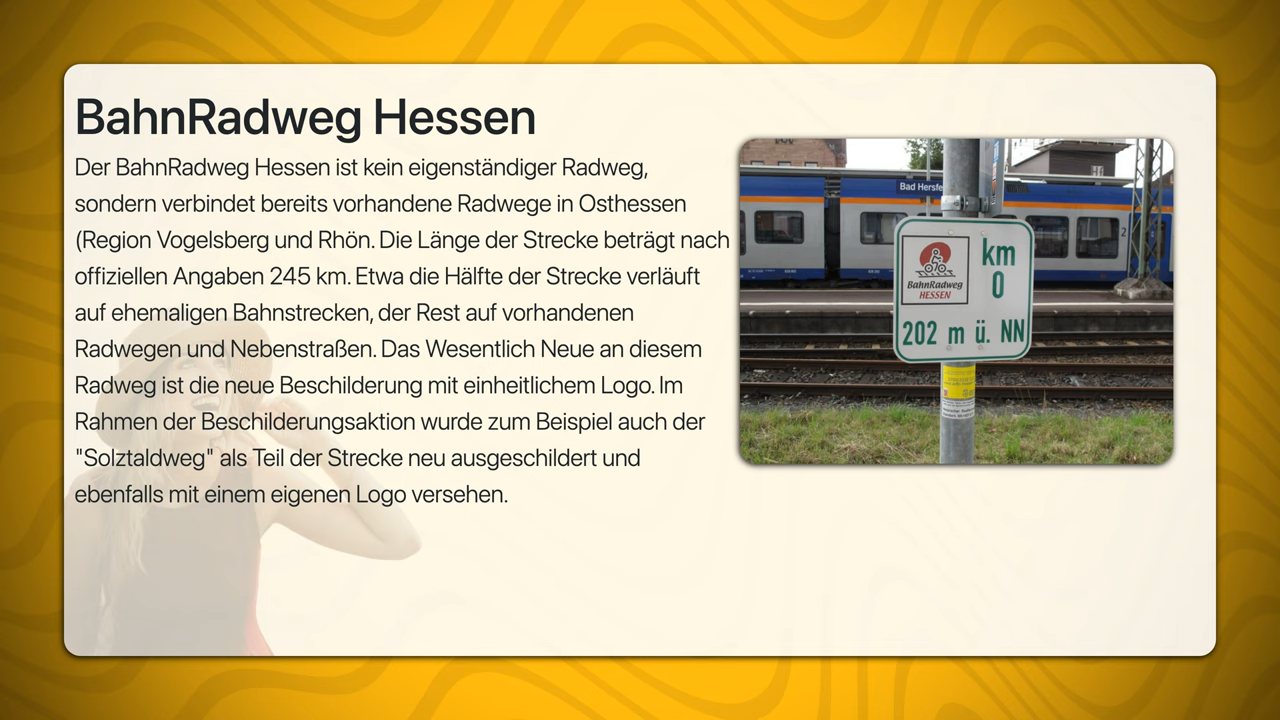 BahnRadweg Hessen
Der BahnRadweg Hessen ist kein eigenständiger Radweg,
sondern verbindet bereits vorhandene Radwege in Osthessen
(Region Vogelsberg und Rhön. Die Länge der Strecke beträgt nach
offiziellen Angaben 245 km. Etwa die Hälfte der Strecke verläuft
auf ehemaligen Bahnstrecken, der Rest auf vorhandenen
Radwegen und Nebenstraßen. Das Wesentlich Neue an diesem
Radweg ist die neue Beschilderung mit einheitlichem Logo. Im
Rahmen der Beschilderungsaktion wurde zum Beispiel auch der
"Solztaldweg" als Teil der Strecke neu ausgeschildert und
ebenfalls mit einem eigenen Logo versehen.
Bad Hersfe
2
BahnRadweg
HESSEN
km
0
202 m ü. NN